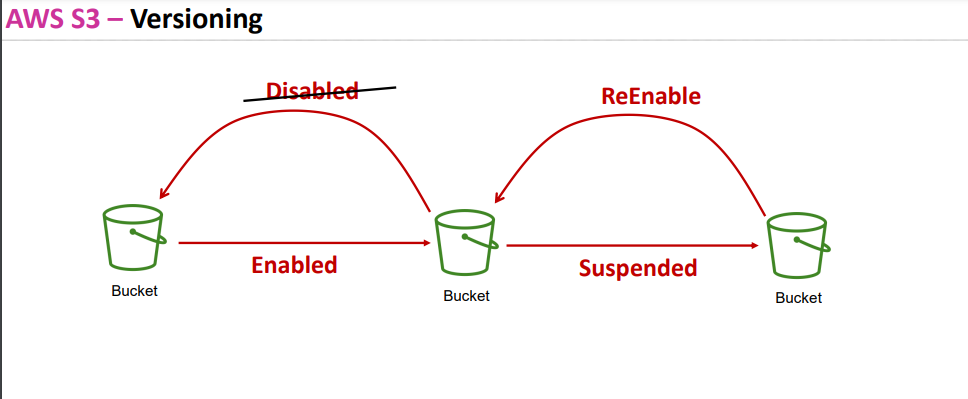 AWS S3 – Versioning
Disabled
ReEnable
Enabled
Suspended
Bucket
Bucket
Bucket